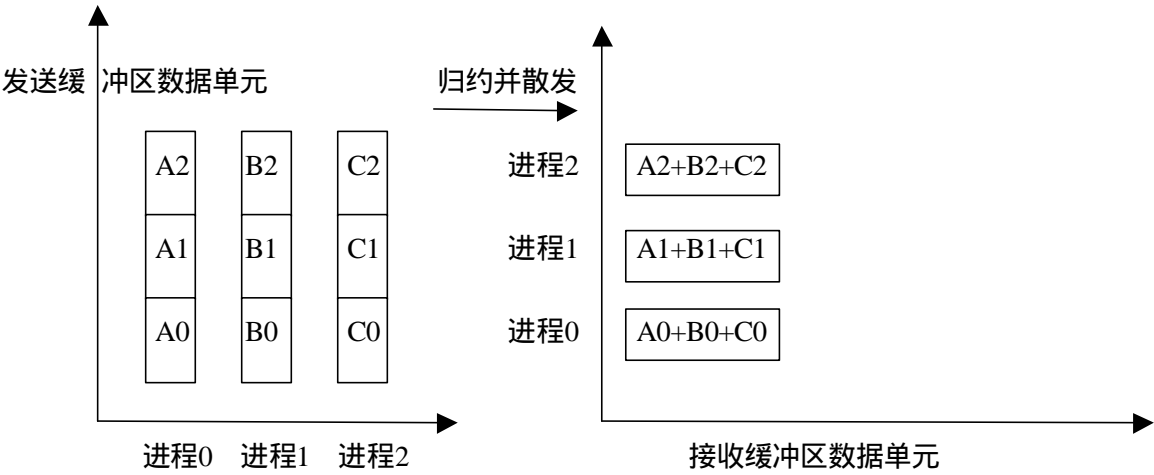 发送缓 冲区数据单元
归约并散发
A2 B2 C2
进程2 A2+B2+C2
A1 B1 C1
进程1 A1+B1+C1
A0 B0 C0
进程0 A0+B0+C0
进程0 进程1 进程2
接收缓冲区数据单元